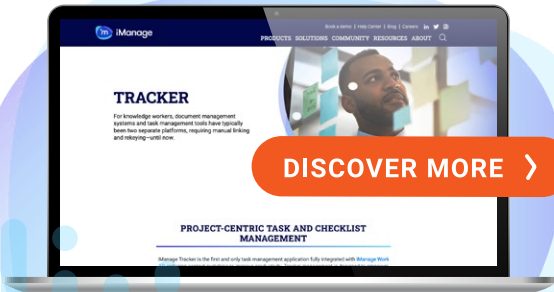 Book a demo | Help Center | Blog | Careers
iManage
PRODUCTS SOLUTIONS COMMUNITY RESOURCES ABOUT
TRACKER
For knowledge workers, document management
systems and task management tools have typically
been two separate platforms, requiring manual linking
and rekeying—until now.
DISCOVER MORE
PROJECT-CENTRIC TASK AND CHECKLIST
MANAGEMENT
iManage Tracker is the first and only task management application fully integrated with iManage Work